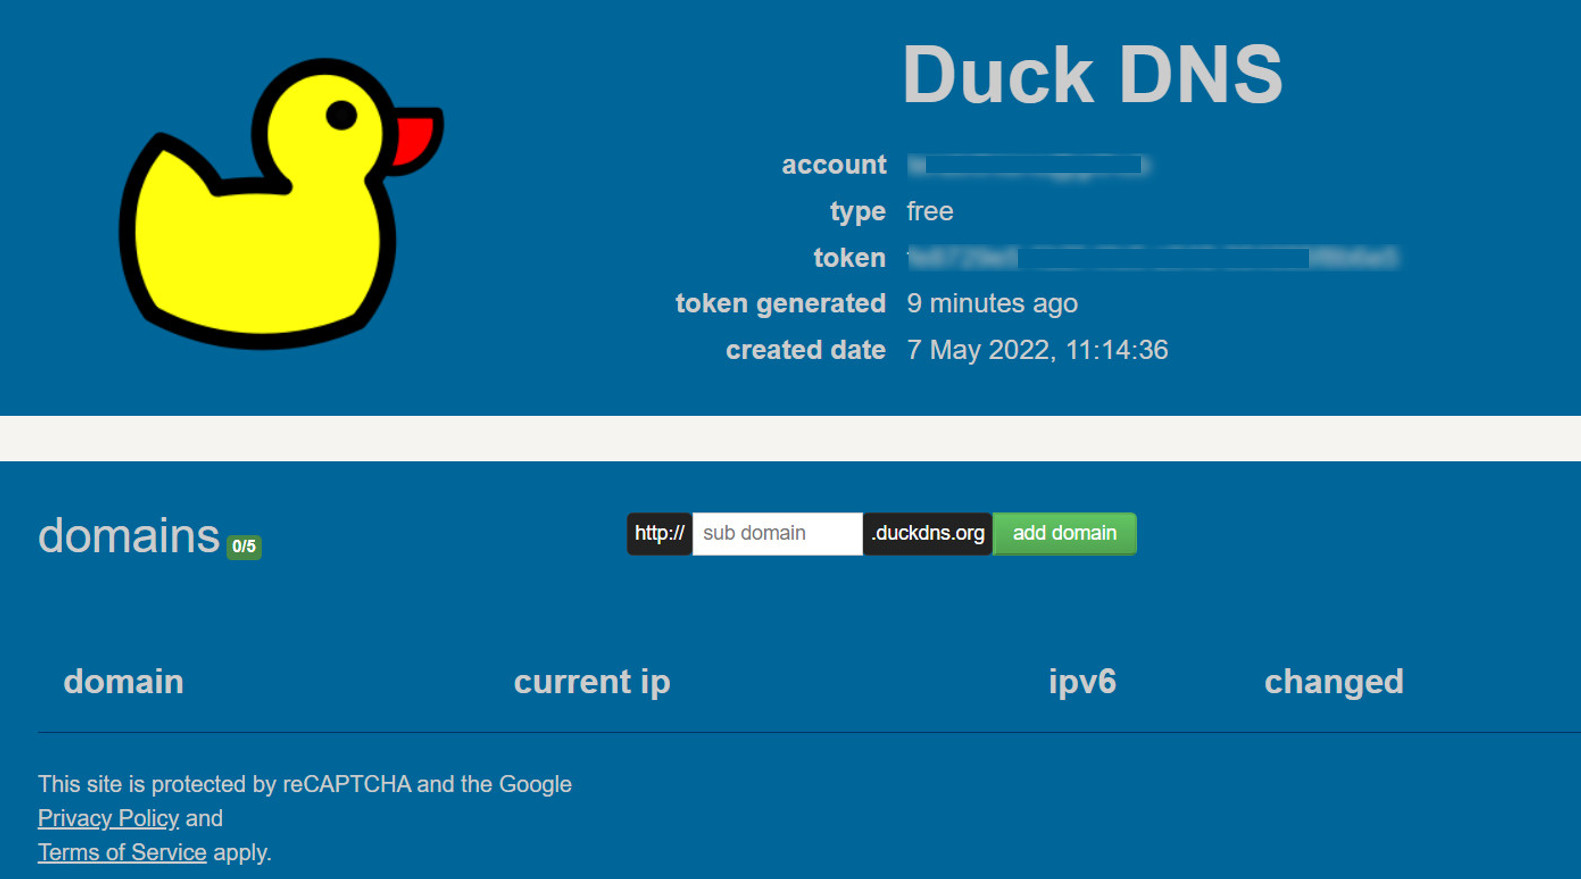 Duck DNS
account
type free
token
token generated 9 minutes ago
created date 7 May 2022, 11:14:36
domains 0/5
http:// sub domain .duckdns.org add domain
domain current ip ipv6 changed
This site is protected by reCAPTCHA and the Google
Privacy Policy and
Terms of Service apply.